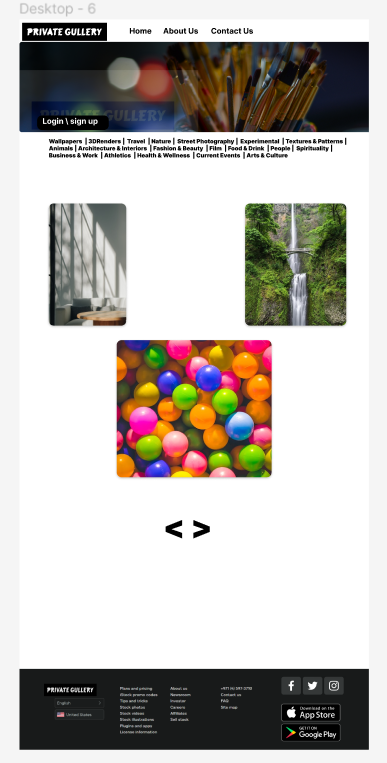 Desktop - 6
PRIVATE GULLERY
Home About Us Contact Us
PRIVATE GULLERY
Login \ sign up
Wallpapers | 3DRenders | Travel | Nature | Street Photography | Experimental | Textures & Patterns |
Animals | Architecture & Interiors | Fashion & Beauty | Film | Food & Drink | People | Spirituality |
Business & Work | Athletics | Health & Wellness | Current Events | Arts & Culture
< >
PRIVATE GULLERY
English
United States
Plans and pricing
iStock promo codes
Tips and tricks
Stock photos
Stock videos
Stock illustrations
Plugins and apps
License information
About us
Newsroom
Investor
Careers
Affiliates
Sell stock
Contact us
FAQ
Site map
Download on the
App Store
GET IT ON
Google Play